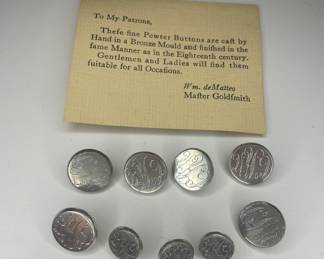 To My Patrons,
Thefe fine Pewter Buttons are caft by
Hand in a Bronze Mould and finifhed in the
fame Manner as in the Eighteenth century.
Gentlemen and Ladies will find them
fuitable for all Occafions.
Wm. deMatteo
Mafter Goldfmith